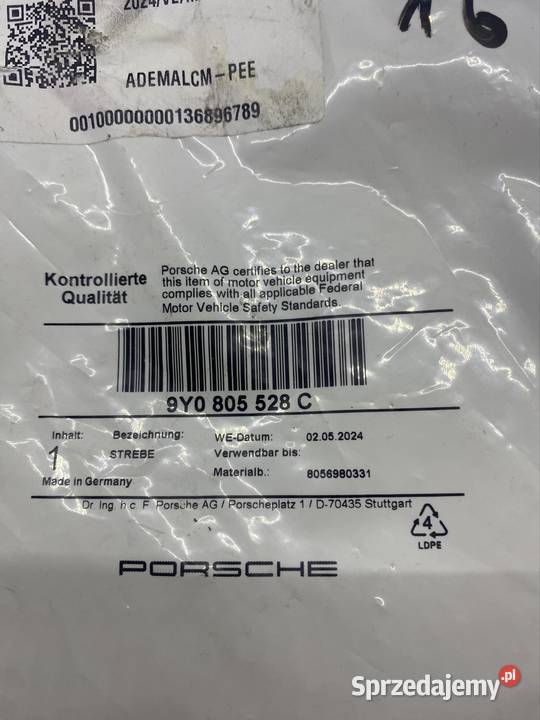 16
ADEMALCM-PEE
00100000000136896789
Kontrollierte Qualität
Porsche AG certifies to the dealer that
this item of motor vehicle equipment
complies with all applicable Federal
Motor Vehicle Safety Standards.
9Y0 805 528 C
Inhalt: Bezeichnung: WE-Datum: 02.05.2024
1 STREBE Verwendbar bis:
Made in Germany Materialb.: 8056980331
Dr. Ing. h.c. F. Porsche AG / Porscheplatz 1 / D-70435 Stuttgart
4
LDPE
PORSCHE
Sprzedajemy.pl